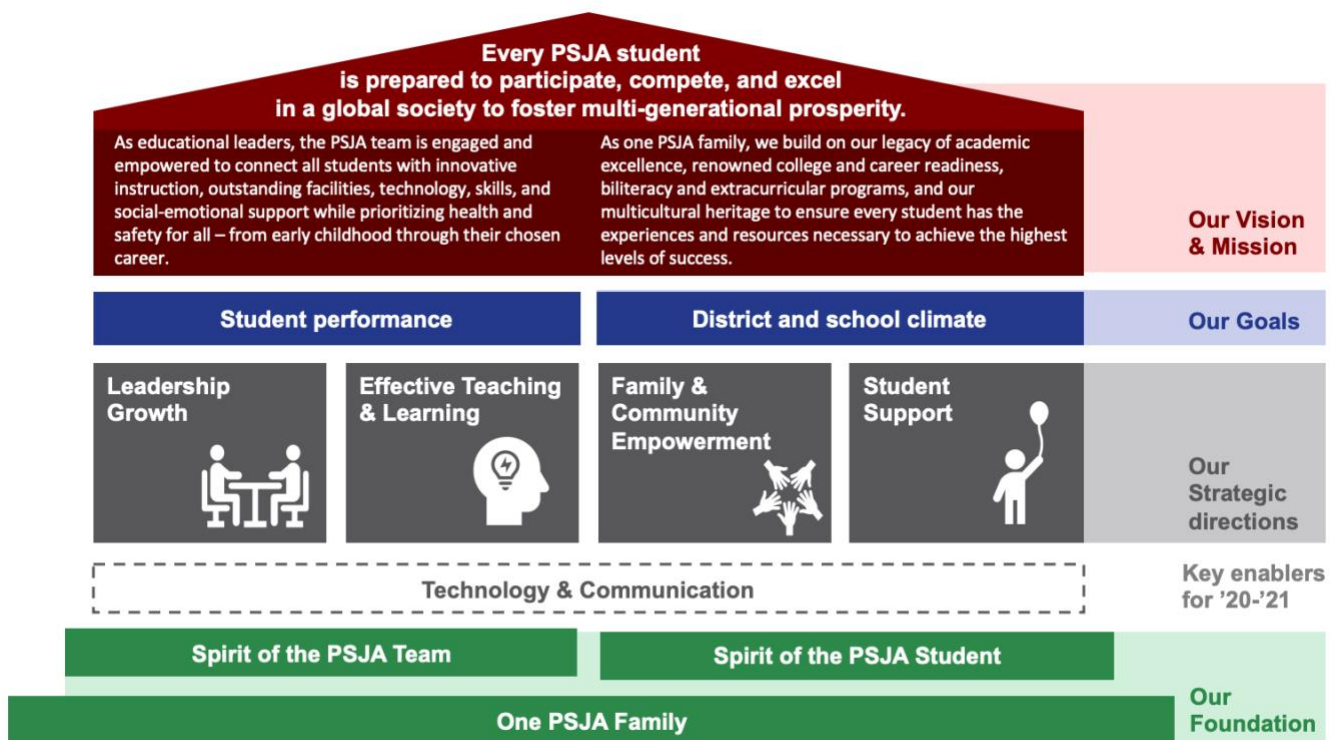 Every PSJA student
is prepared to participate, compete, and excel
in a global society to foster multi-generational prosperity.
As educational leaders, the PSJA team is engaged and
empowered to connect all students with innovative
instruction, outstanding facilities, technology, skills, and
social-emotional support while prioritizing health and
safety for all – from early childhood through their chosen
career.
As one PSJA family, we build on our legacy of academic
excellence, renowned college and career readiness,
biliteracy and extracurricular programs, and our
multicultural heritage to ensure every student has the
experiences and resources necessary to achieve the highest
levels of success.
Our Vision
& Mission
Student performance
District and school climate
Our Goals
Leadership
Growth
Effective Teaching
& Learning
Family &
Community
Empowerment
Student
Support
Our
Strategic
directions
Technology & Communication
Key enablers
for ’20-’21
Spirit of the PSJA Team
Spirit of the PSJA Student
One PSJA Family
Our
Foundation